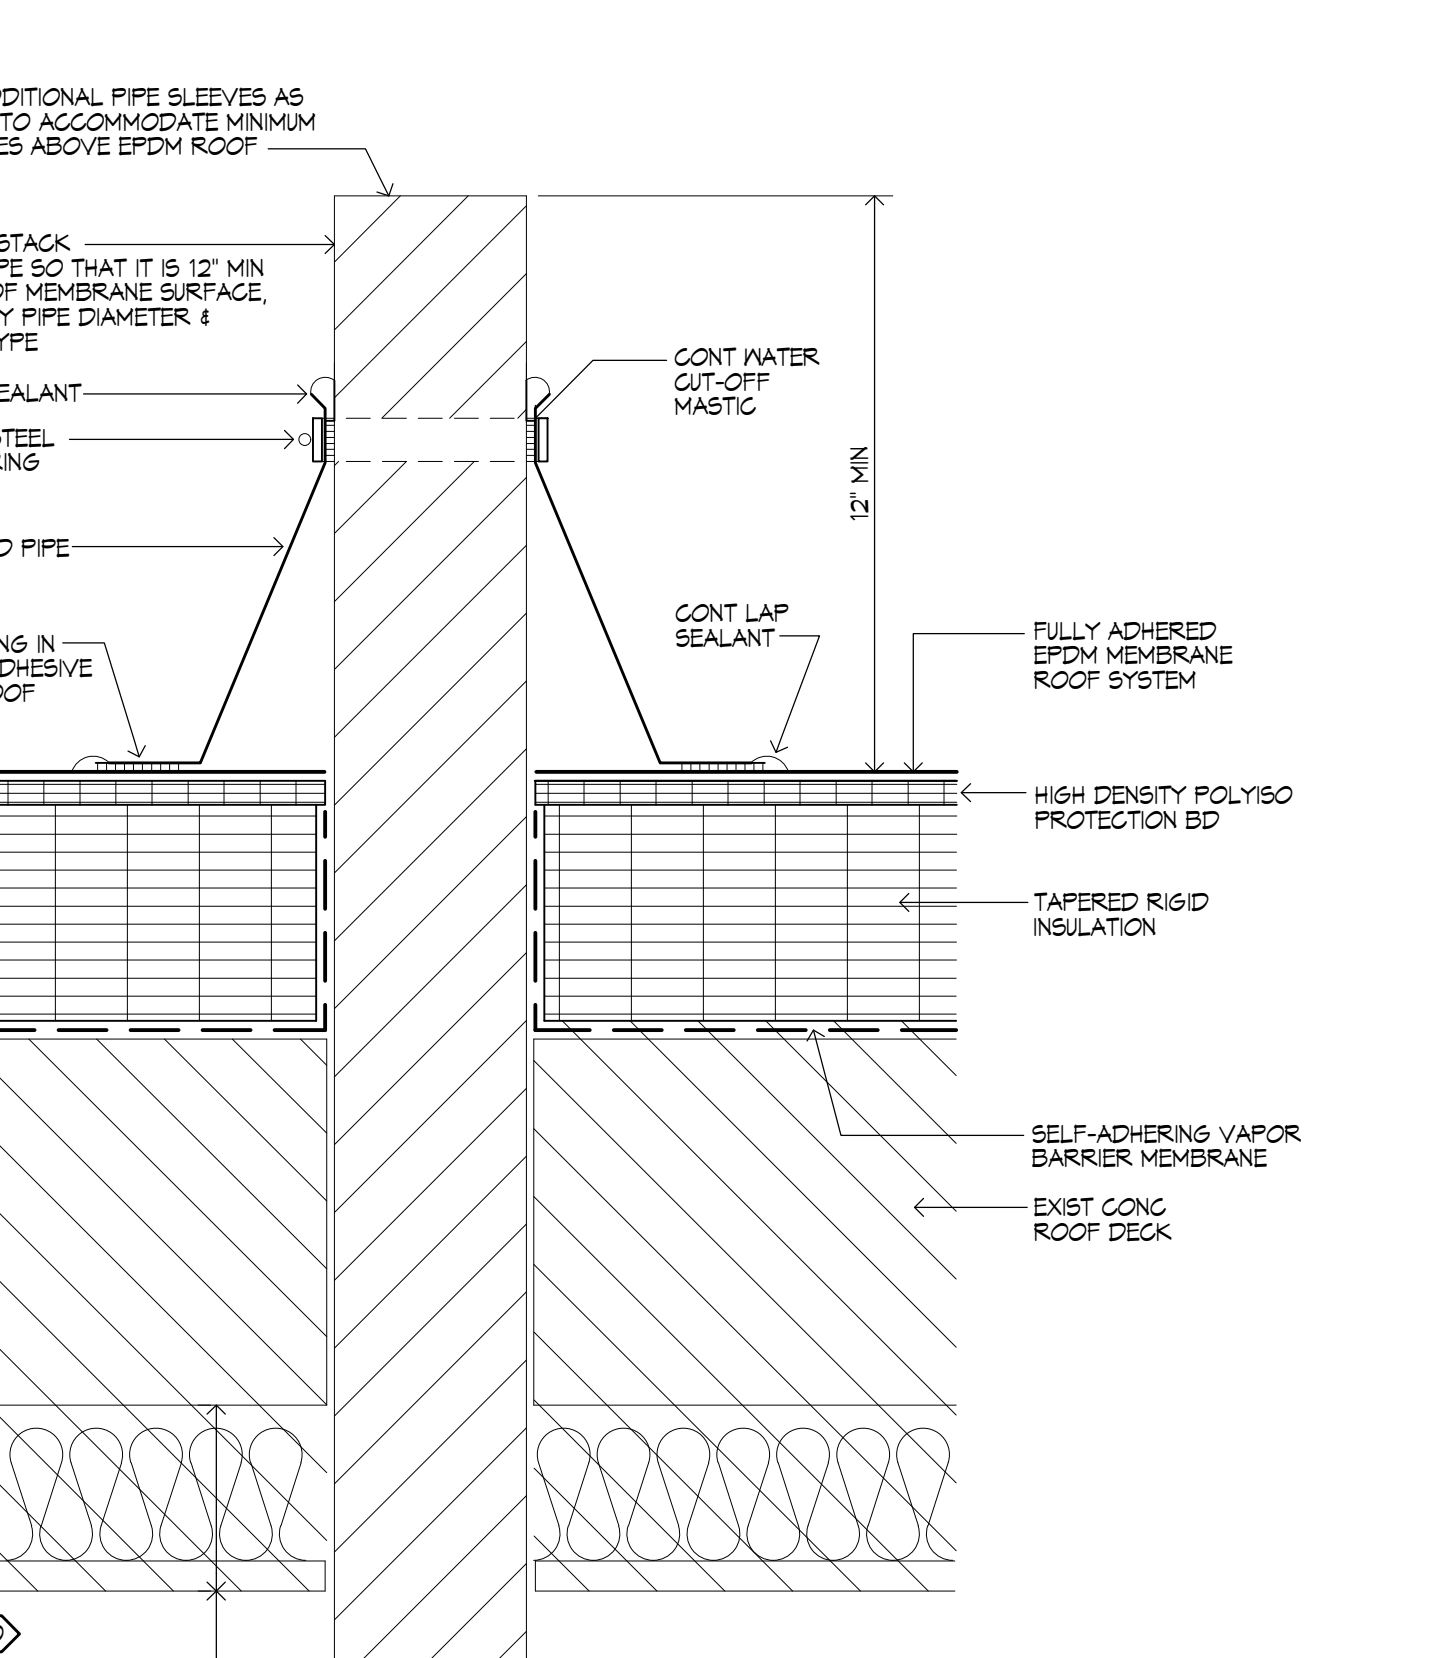 DITIONAL PIPE SLEEVES AS
TO ACCOMMODATE MINIMUM
ES ABOVE EPDM ROOF
STACK
PE SO THAT IT IS 12" MIN
OF MEMBRANE SURFACE,
Y PIPE DIAMETER &
YPE
EALANT
STEEL
RING
D PIPE
NG IN
DHESIVE
OOF
CONT WATER
CUT-OFF
MASTIC
12" MIN
CONT LAP
SEALANT
FULLY ADHERED
EPDM MEMBRANE
ROOF SYSTEM
HIGH DENSITY POLYISO
PROTECTION BD
TAPERED RIGID
INSULATION
SELF-ADHERING VAPOR
BARRIER MEMBRANE
EXIST CONC
ROOF DECK